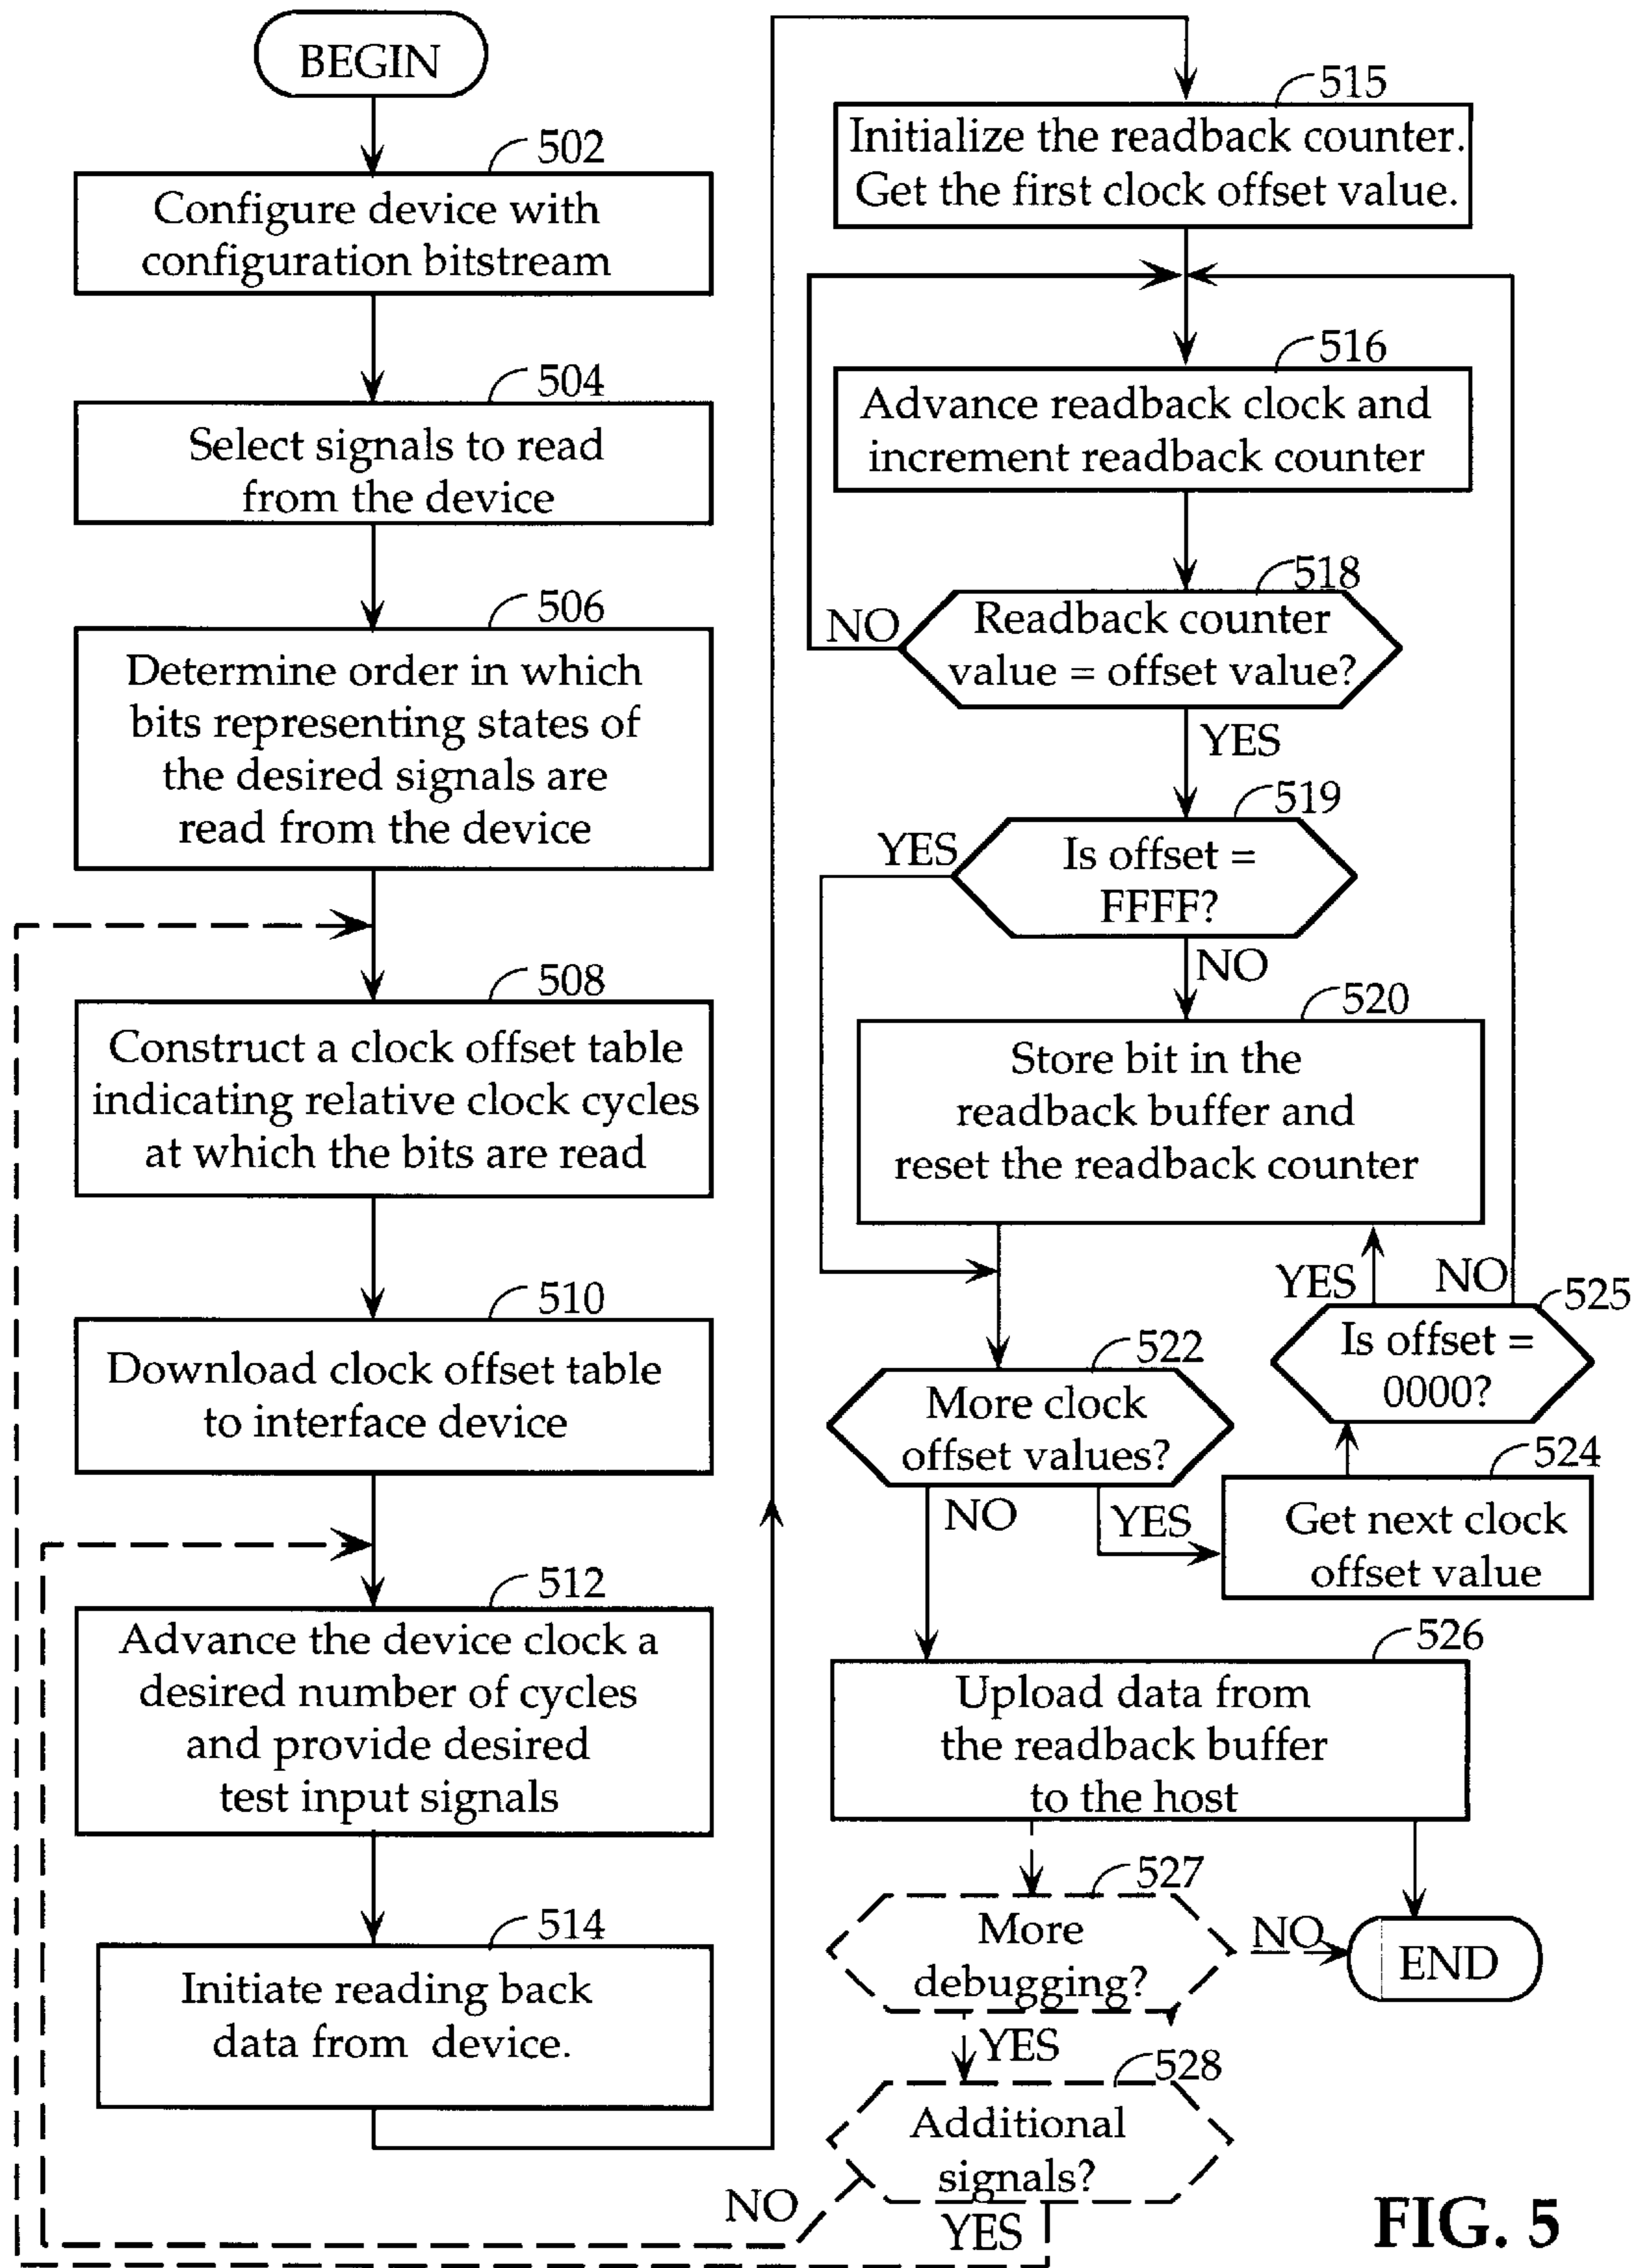 BEGIN
502
Configure device with
configuration bitstream
504
Select signals to read
from the device
506
Determine order in which
bits representing states of
the desired signals are
read from the device
508
Construct a clock offset table
indicating relative clock cycles
at which the bits are read
510
Download clock offset table
to interface device
512
Advance the device clock a
desired number of cycles
and provide desired
test input signals
514
Initiate reading back
data from device.
515
Initialize the readback counter.
Get the first clock offset value.
516
Advance readback clock and
increment readback counter
518
NO
Readback counter
value = offset value?
YES
519
YES
Is offset =
FFFF?
NO
520
Store bit in the
readback buffer and
reset the readback counter
YES
NO
525
Is offset =
0000?
522
More clock
offset values?
NO
YES
524
Get next clock
offset value
526
Upload data from
the readback buffer
to the host
527
More
debugging?
NO
END
YES
528
Additional
signals?
NO
YES
FIG. 5